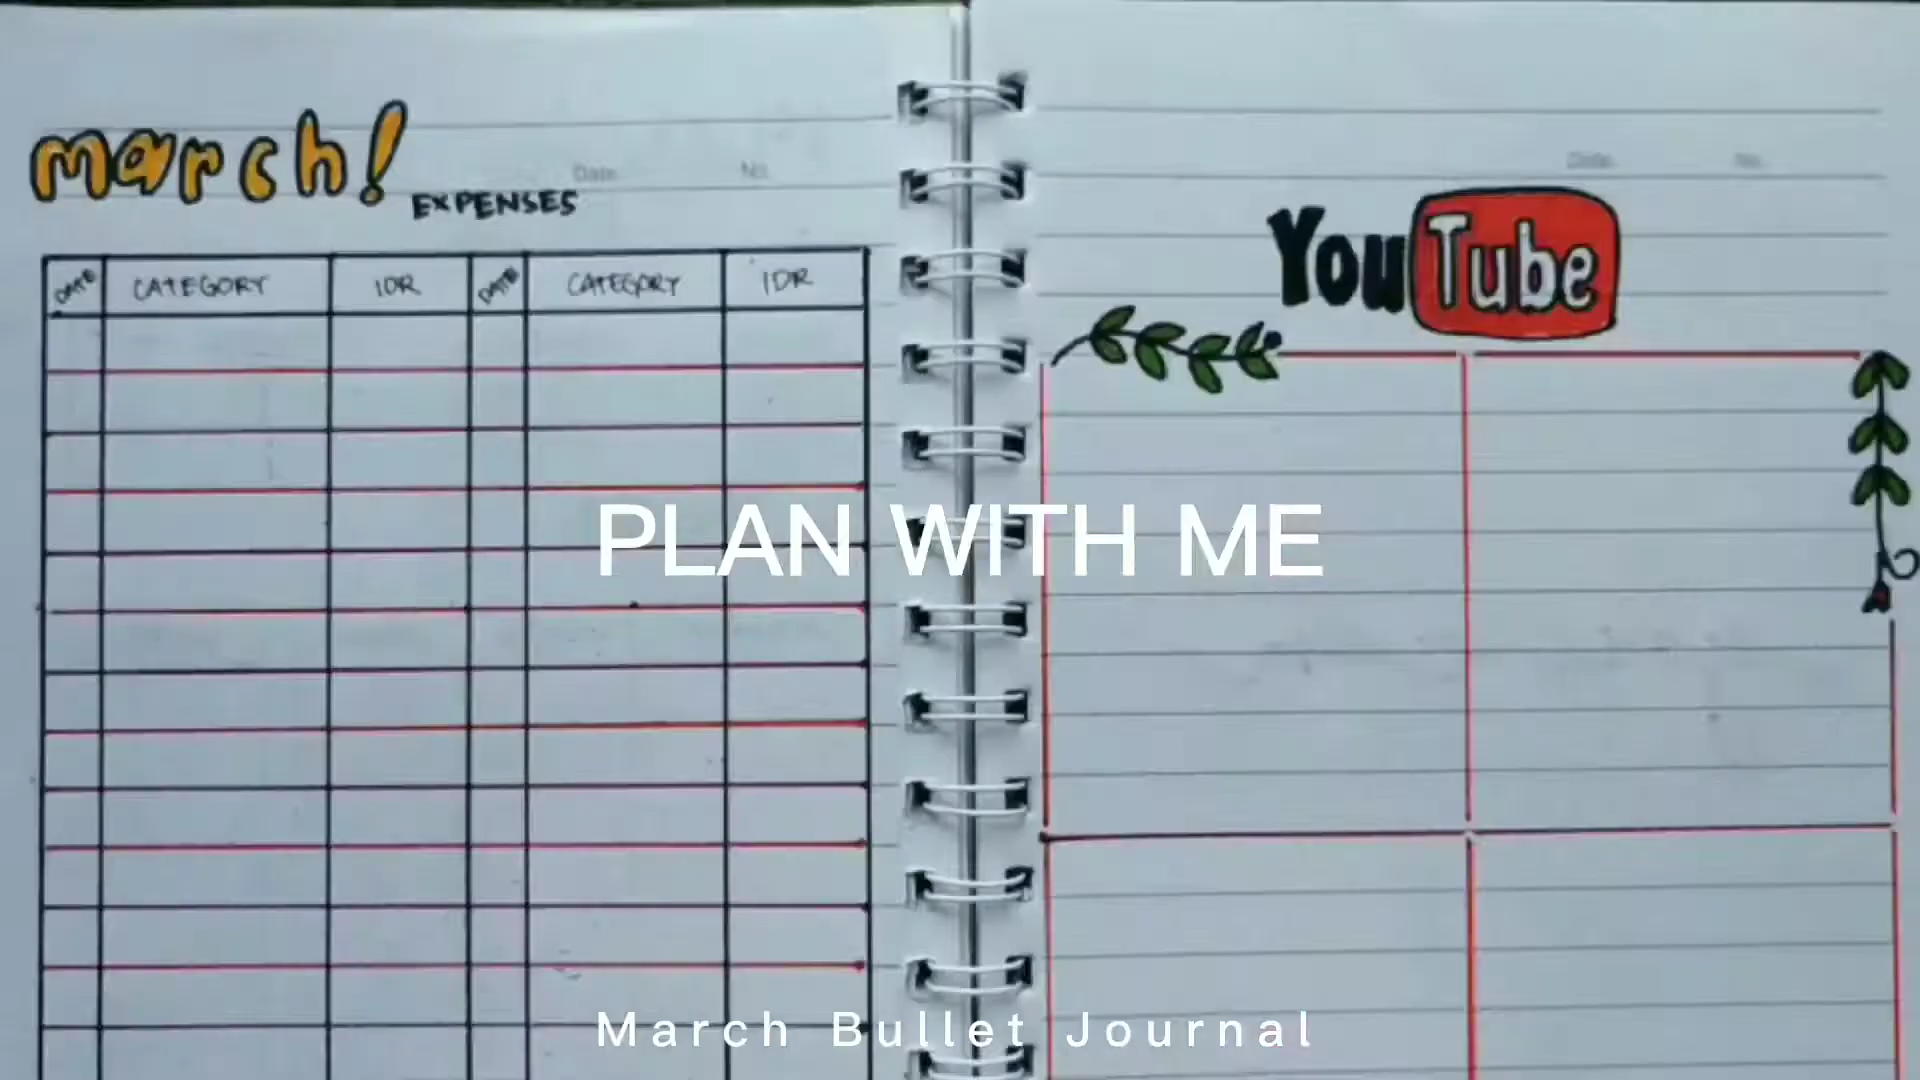 march!
EXPENSES
Date
No.
DATE CATEGORY IDR DATE CATEGORY IDR
Date
No.
YouTube
PLAN WITH ME
March Bullet Journal